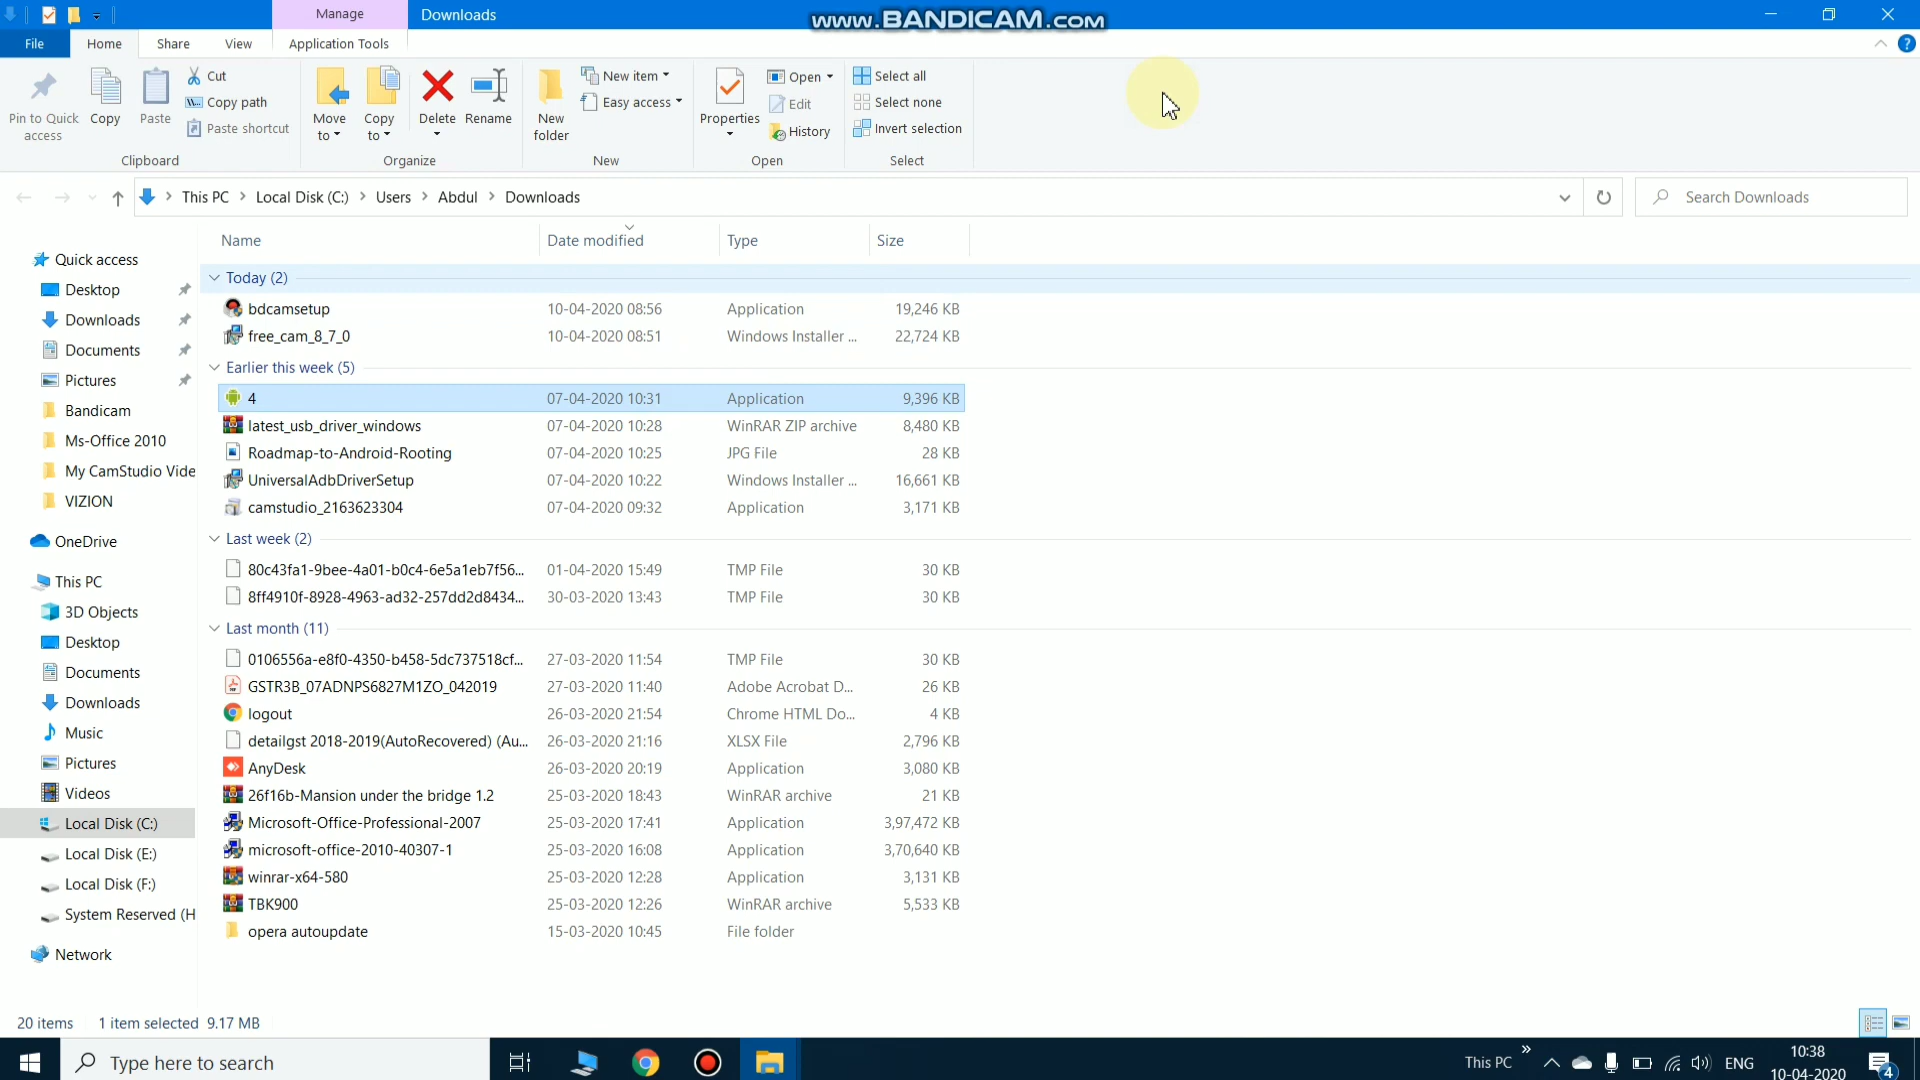 Manage
Downloads
www.BANDICAM.com
File
Home
Share
View
Application Tools
Pin to Quick access
Copy
Paste
Cut
Copy path
Paste shortcut
Clipboard
Move to
Copy to
Delete
Rename
Organize
New folder
New item
Easy access
New
Properties
Open
Edit
History
Open
Select all
Select none
Invert selection
Select
This PC > Local Disk (C:) > Users > Abdul > Downloads
Search Downloads
Name Date modified Type Size
Quick access
Desktop
Downloads
Documents
Pictures
Bandicam
Ms-Office 2010
My CamStudio Vide
VIZION
OneDrive
This PC
3D Objects
Desktop
Documents
Downloads
Music
Pictures
Videos
Local Disk (C:)
Local Disk (E:)
Local Disk (F:)
System Reserved (H
Network
Today (2)
bdcamsetup 10-04-2020 08:56 Application 19,246 KB
free_cam_8_7_0 10-04-2020 08:51 Windows Installer ... 22,724 KB
Earlier this week (5)
4 07-04-2020 10:31 Application 9,396 KB
latest_usb_driver_windows 07-04-2020 10:28 WinRAR ZIP archive 8,480 KB
Roadmap-to-Android-Rooting 07-04-2020 10:25 JPG File 28 KB
UniversalAdbDriverSetup 07-04-2020 10:22 Windows Installer ... 16,661 KB
camstudio_2163623304 07-04-2020 09:32 Application 3,171 KB
Last week (2)
80c43fa1-9bee-4a01-b0c4-6e5a1eb7f56... 01-04-2020 15:49 TMP File 30 KB
8ff4910f-8928-4963-ad32-257dd2d8434... 30-03-2020 13:43 TMP File 30 KB
Last month (11)
0106556a-e8f0-4350-b458-5dc737518cf... 27-03-2020 11:54 TMP File 30 KB
GSTR3B_07ADNPS6827M1ZO_042019 27-03-2020 11:40 Adobe Acrobat D... 26 KB
logout 26-03-2020 21:54 Chrome HTML Do... 4 KB
detailgst 2018-2019(AutoRecovered) (Au... 26-03-2020 21:16 XLSX File 2,796 KB
AnyDesk 26-03-2020 20:19 Application 3,080 KB
26f16b-Mansion under the bridge 1.2 25-03-2020 18:43 WinRAR archive 21 KB
Microsoft-Office-Professional-2007 25-03-2020 17:41 Application 3,97,472 KB
microsoft-office-2010-40307-1 25-03-2020 16:08 Application 3,70,640 KB
winrar-x64-580 25-03-2020 12:28 Application 3,131 KB
TBK900 25-03-2020 12:26 WinRAR archive 5,533 KB
opera autoupdate 15-03-2020 10:45 File folder
20 items 1 item selected 9.17 MB
Type here to search
This PC
ENG
10:38
10-04-2020
4